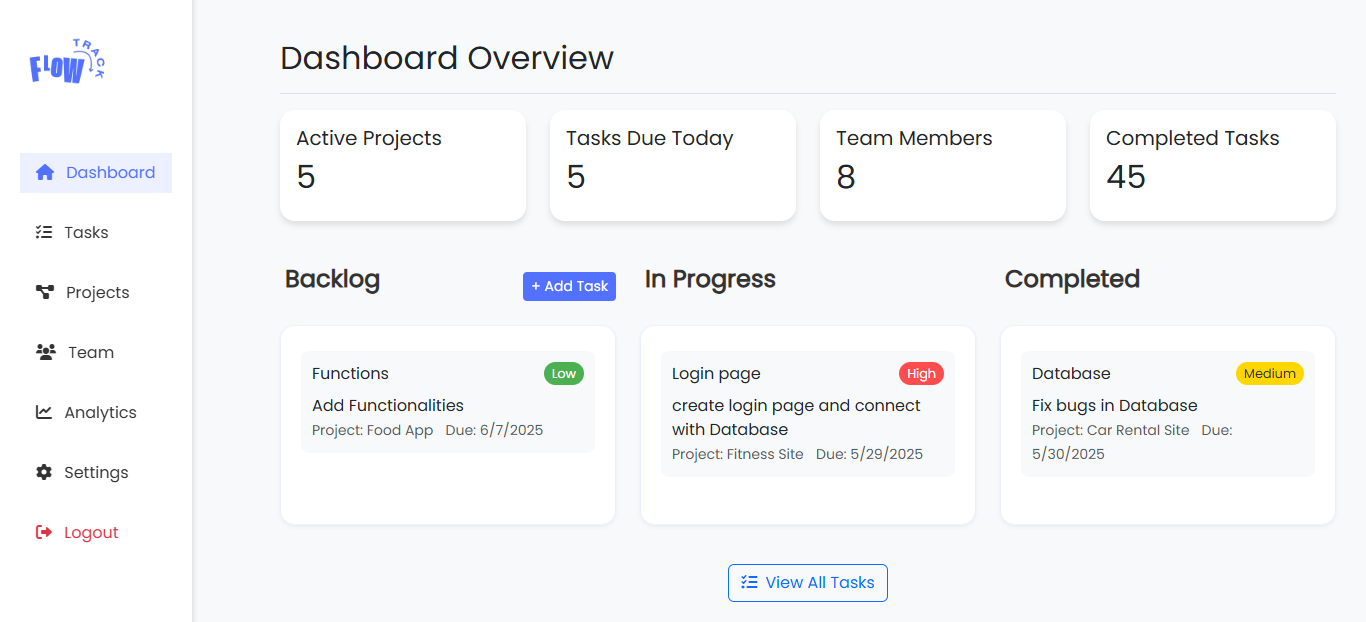 FLOW TRACK
Dashboard
Tasks
Projects
Team
Analytics
Settings
Logout
Dashboard Overview
Active Projects
5
Tasks Due Today
5
Team Members
8
Completed Tasks
45
Backlog
+ Add Task
Functions
Low
Add Functionalities
Project: Food App Due: 6/7/2025
In Progress
Login page
High
create login page and connect
with Database
Project: Fitness Site Due: 5/29/2025
Completed
Database
Medium
Fix bugs in Database
Project: Car Rental Site Due:
5/30/2025
View All Tasks